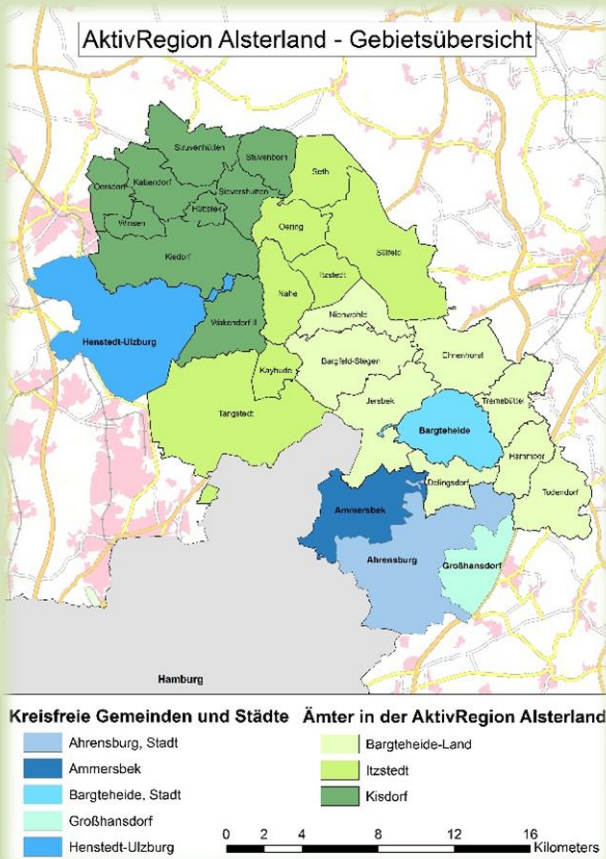 AktivRegion Alsterland - Gebietsübersicht
Struvenhütten
Stuvenborn
Seth
Oersdorf
Kattendorf
Sievershütten
Hüttblek
Winsen
Oering
Sülfeld
Kisdorf
Itzstedt
Nahe
Nienwohld
Wakendorf II
Henstedt-Ulzburg
Bargfeld-Stegen
Elmenhorst
Kayhude
Jersbek
Tremsbüttel
Tangstedt
Bargteheide
Hammoor
Delingsdorf
Todendorf
Ammersbek
Ahrensburg
Großhansdorf
Hamburg
Kreisfreie Gemeinden und Städte
Ahrensburg, Stadt
Ammersbek
Bargteheide, Stadt
Großhansdorf
Henstedt-Ulzburg
Ämter in der AktivRegion Alsterland
Bargteheide-Land
Itzstedt
Kisdorf
0 2 4 8 12 16
Kilometers